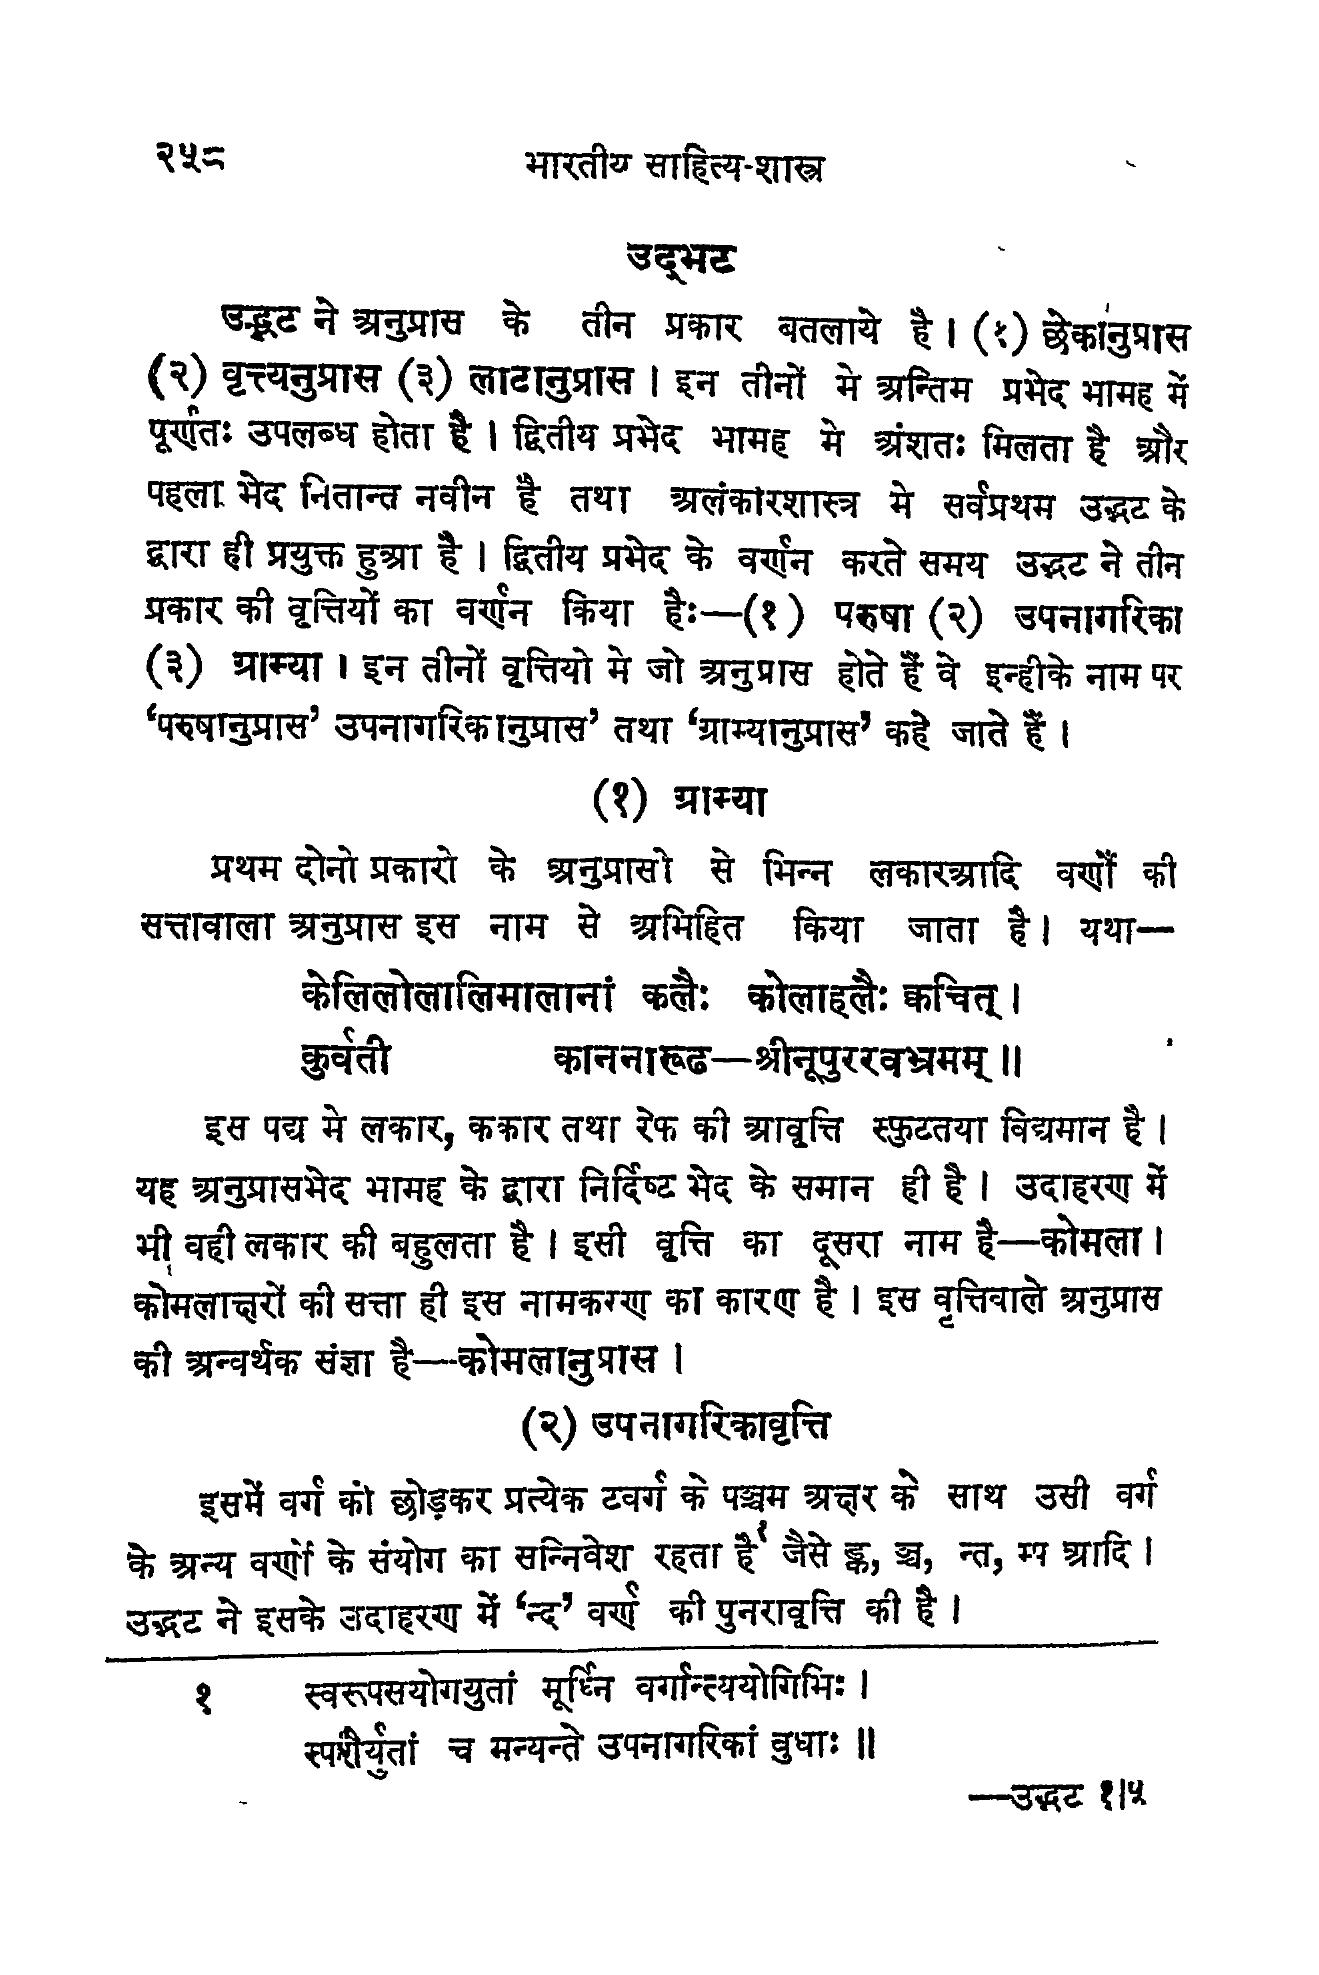 २५८ भारतीय साहित्य-शास्त्र
उद्भट
उद्भट ने अनुप्रास के तीन प्रकार बतलाये है। (१) छेकानुप्रास
(२) वृत्त्यनुप्रास (३) लाटानुप्रास। इन तीनों मे अन्तिम प्रभेद भामह में
पूर्णतः उपलब्ध होता है। द्वितीय प्रभेद भामह मे अंशतः मिलता है और
पहला भेद नितान्त नवीन है तथा अलंकारशास्त्र मे सर्वप्रथम उद्भट के
द्वारा ही प्रयुक्त हुआ है। द्वितीय प्रभेद के वर्णन करते समय उद्भट ने तीन
प्रकार की वृत्तियों का वर्णन किया है:—(१) परुषा (२) उपनागरिका
(३) ग्राम्या। इन तीनों वृत्तियो मे जो अनुप्रास होते हैं वे इन्हीके नाम पर
‘परुषानुप्रास’ उपनागरिकानुप्रास’ तथा ‘ग्राम्यानुप्रास’ कहे जाते हैं।
(१) ग्राम्या
प्रथम दोनो प्रकारो के अनुप्रासो से भिन्न लकारआदि वर्णों की
सत्तावाला अनुप्रास इस नाम से अभिहित किया जाता है। यथा—
केलिलोलालिमालानां कलैः कोलाहलैः क्वचित्।
कुर्वती काननारूढ—श्रीनूपुररवभ्रमम्॥
इस पद्य मे लकार, ककार तथा रेफ की आवृत्ति स्फुटतया विद्यमान है।
यह अनुप्रासभेद भामह के द्वारा निर्दिष्ट भेद के समान ही है। उदाहरण में
भी वही लकार की बहुलता है। इसी वृत्ति का दूसरा नाम है—कोमला।
कोमलाक्षरों की सत्ता ही इस नामकरण का कारण है। इस वृत्तिवाले अनुप्रास
की अन्वर्थक संज्ञा है—कोमलानुप्रास।
(२) उपनागरिकावृत्ति
इसमें वर्ग को छोड़कर प्रत्येक टवर्ग के पञ्चम अक्षर के साथ उसी वर्ग
के अन्य वर्णो के संयोग का सन्निवेश रहता है१ जैसे ङ्क, ञ्च, न्त, म्प आदि।
उद्भट ने इसके उदाहरण में ‘न्द’ वर्ण की पुनरावृत्ति की है।
१ स्वरूपसयोगयुतां मूर्ध्नि वर्गान्त्ययोगिभिः।
स्पर्शैर्युतां च मन्यन्ते उपनागरिकां बुधाः॥
—उद्भट १।५